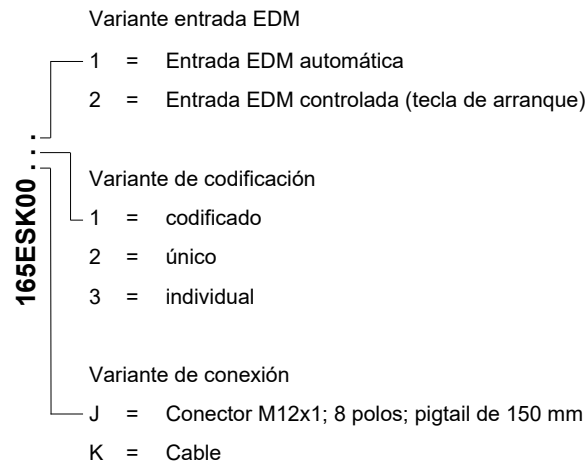 Variante entrada EDM
1 = Entrada EDM automática
2 = Entrada EDM controlada (tecla de arranque)
165ESK00 . . .
Variante de codificación
1 = codificado
2 = único
3 = individual
Variante de conexión
J = Conector M12x1; 8 polos; pigtail de 150 mm
K = Cable